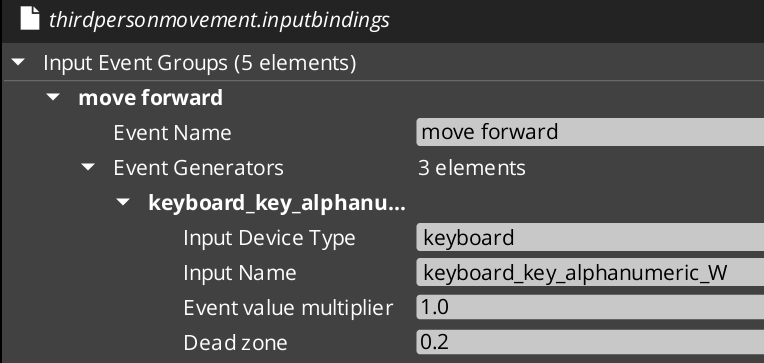 thirdpersonmovement.inputbindings
Input Event Groups (5 elements)
move forward
Event Name move forward
Event Generators 3 elements
keyboard_key_alphanu...
Input Device Type keyboard
Input Name keyboard_key_alphanumeric_W
Event value multiplier 1.0
Dead zone 0.2